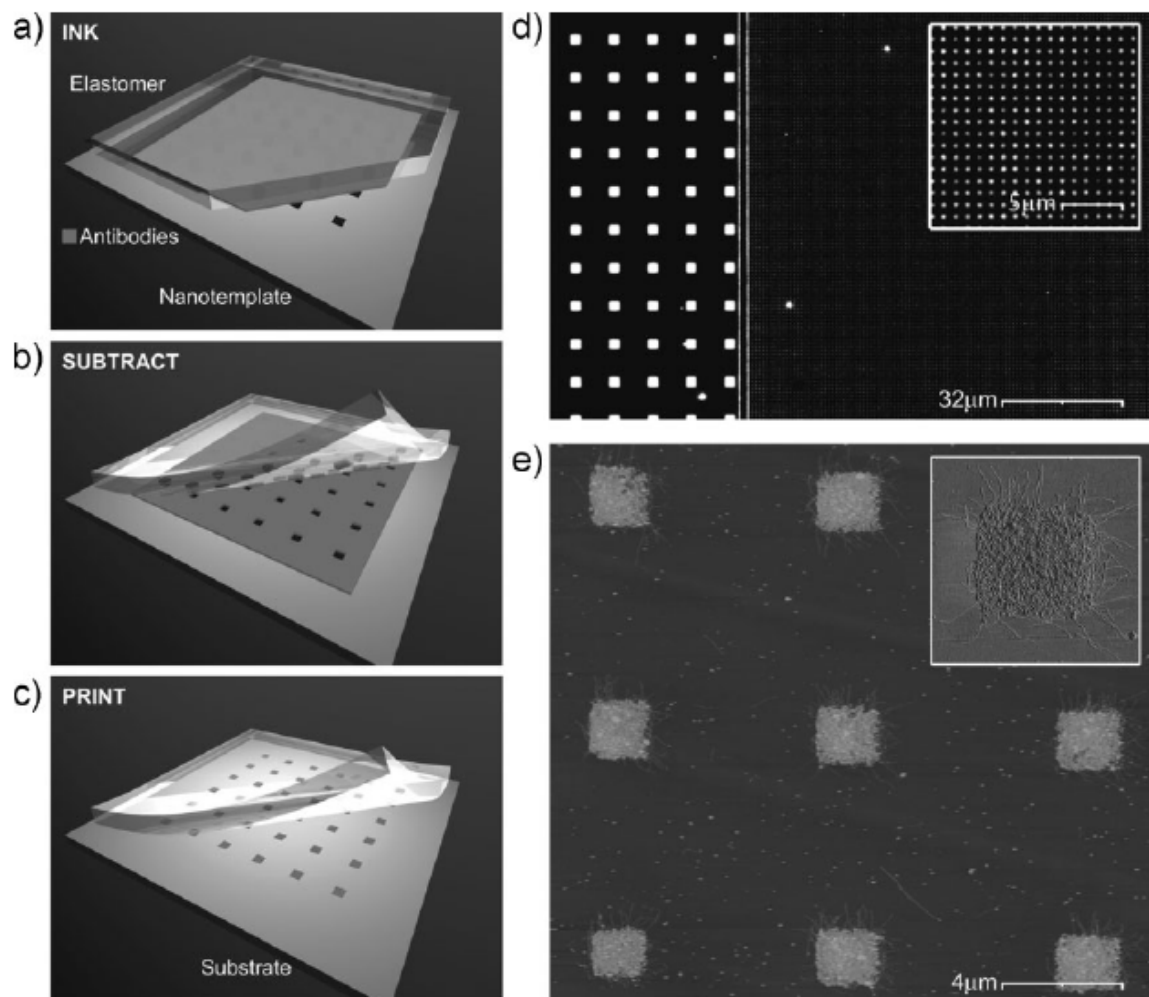 a) INK
Elastomer
Antibodies
Nanotemplate
b) SUBTRACT
c) PRINT
Substrate
d)
5μm
32μm
e)
4μm